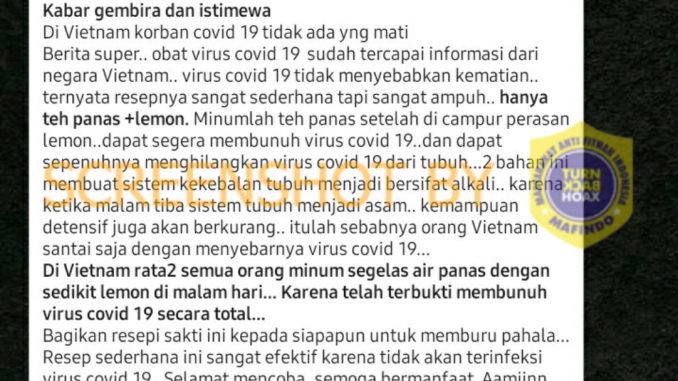 Kabar gembira dan istimewa
Di Vietnam korban covid 19 tidak ada yng mati
Berita super.. obat virus covid 19 sudah tercapai informasi dari
negara Vietnam.. virus covid 19 tidak menyebabkan kematian..
ternyata resepnya sangat sederhana tapi sangat ampuh.. hanya
teh panas +lemon. Minumlah teh panas setelah di campur perasan
lemon..dapat segera membunuh virus covid 19..dan dapat
sepenuhnya menghilangkan virus covid 19 dari tubuh...2 bahan ini
membuat sistem kekebalan tubuh menjadi bersifat alkali.. karena
ketika malam tiba sistem tubuh menjadi asam.. kemampuan
detensif juga akan berkurang.. itulah sebabnya orang Vietnam
santai saja dengan menyebarnya virus covid 19...
Di Vietnam rata2 semua orang minum segelas air panas dengan
sedikit lemon di malam hari... Karena telah terbukti membunuh
virus covid 19 secara total...
Bagikan resepi sakti ini kepada siapapun untuk memburu pahala...
Resep sederhana ini sangat efektif karena tidak akan terinfeksi
virus covid 19.. Selamat mencoba, semoga bermanfaat. Aamiinn
SCREENSHOT BY
MASYARAKAT ANTI FITNAH INDONESIA
TURN
BACK
HOAX
MAFINDO